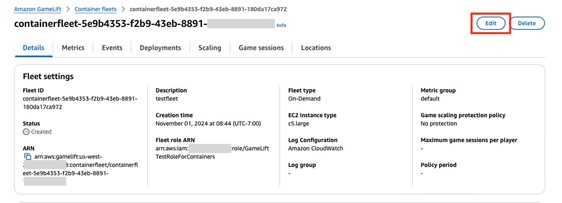 Amazon GameLift > Container fleets > containerfleet-5e9b4353-f2b9-43eb-8891-180da17ca972
containerfleet-5e9b4353-f2b9-43eb-8891- Info
Edit
Delete
Details Metrics Events Deployments Scaling Game sessions Locations
Fleet settings
Fleet ID
containerfleet-5e9b4353-f2b9-43eb-8891-
180da17ca972
Status
Created
ARN
arn:aws:gamelift:us-west-
:containerfleet/containerfl
eet-5e9b4353-f2b9-43eb-8891-
Description
testfleet
Creation time
November 01, 2024 at 08:44 (UTC-7:00)
Fleet role ARN
arn:aws:iam: role/GameLift
TestRoleForContainers
Fleet type
On-Demand
EC2 instance type
c5.large
Log Configuration
Amazon CloudWatch
Log group
-
Metric group
default
Game scaling protection policy
No protection
Maximum game sessions per player
-
Policy period
-